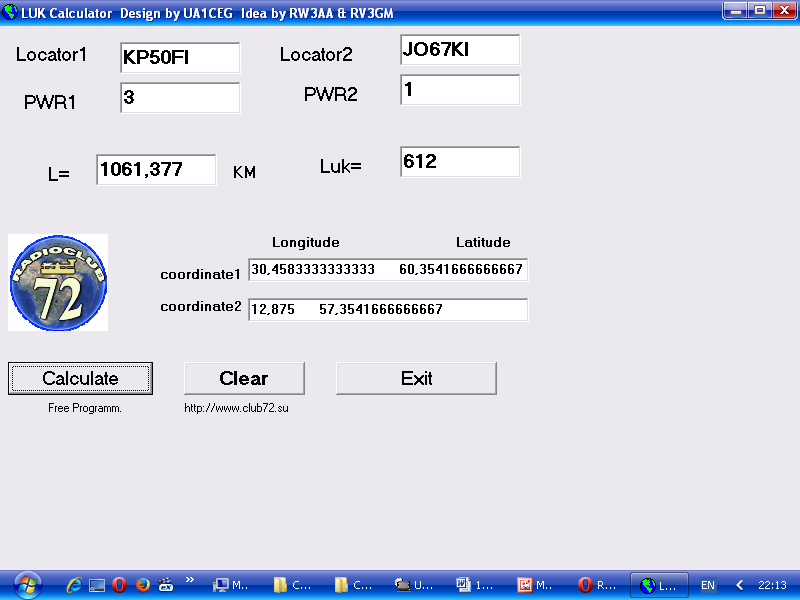 LUK Calculator Design by UA1CEG Idea by RW3AA & RV3GM
Locator1 KP50FI Locator2 JO67KI
PWR1 3 PWR2 1
L= 1061,377 KM Luk= 612
Longitude Latitude
coordinate1 30,4583333333333 60,3541666666667
coordinate2 12,875 57,3541666666667
RADIOCLUB
72
Calculate Clear Exit
Free Programm. http://www.club72.su
» M... C... C... U... 1... M... R... L... EN 22:13